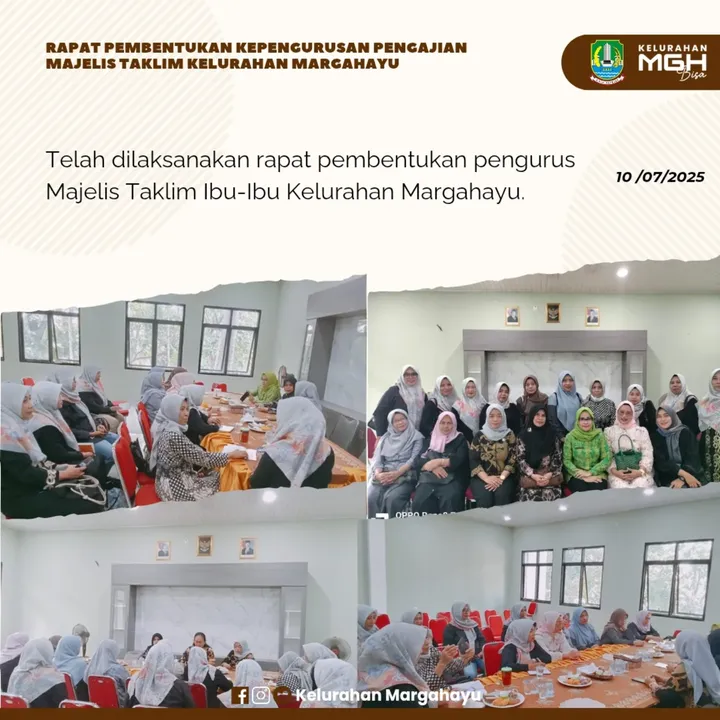 RAPAT PEMBENTUKAN KEPENGURUSAN PENGAJIAN
MAJELIS TAKLIM KELURAHAN MARGAHAYU
KELURAHAN
MGH
Bisa
Telah dilaksanakan rapat pembentukan pengurus
Majelis Taklim Ibu-Ibu Kelurahan Margahayu.
10 /07/2025
OPPO
Kelurahan Margahayu